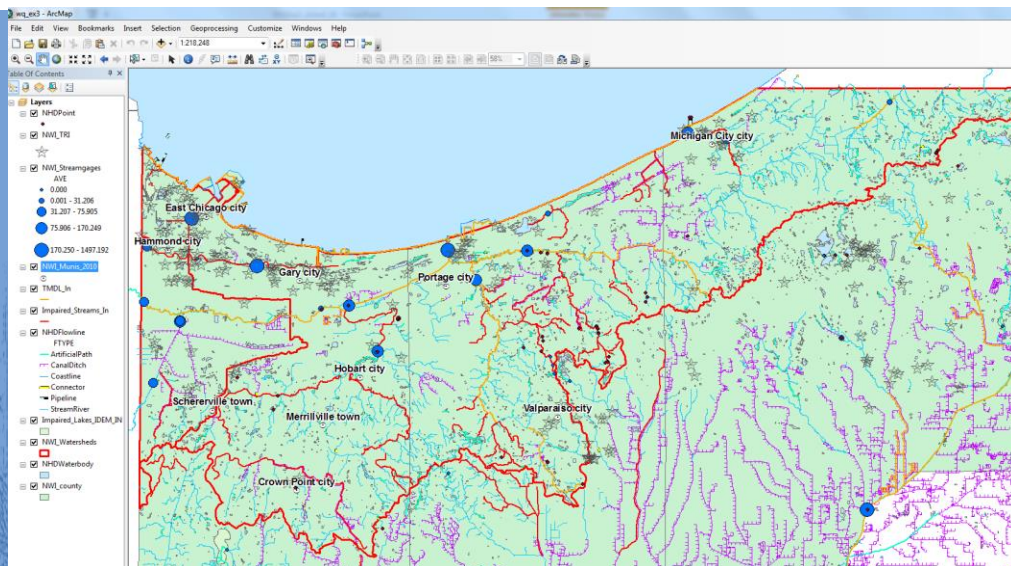 wq_ex3 - ArcMap
File Edit View Bookmarks Insert Selection Geoprocessing Customize Windows Help
1:218,248
58%
Table Of Contents
Layers
NHDPoint
NWI_TRI
NWI_Streamgages
AVE
0.000
0.001 - 31.206
31.207 - 75.905
75.906 - 170.249
170.250 - 1497.192
NWI_Munis_2010
TMDL_In
Impaired_Streams_In
NHDFlowline
FTYPE
ArtificialPath
CanalDitch
Coastline
Connector
Pipeline
StreamRiver
Impaired_Lakes_IDEM_IN
NWI_Watersheds
NHDWaterbody
NWI_county
Michigan City city
East Chicago city
Hammond city
Gary city
Portage city
Hobart city
Schererville town
Merrillville town
Valparaiso city
Crown Point city